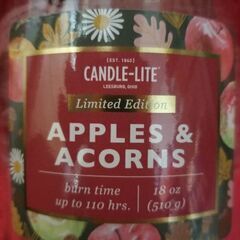 EST. 1840
CANDLE-LITE
LEESBURG, OHIO
Limited Edition
APPLES &
ACORNS
burn time 18 oz
up to 110 hrs. (510 g)